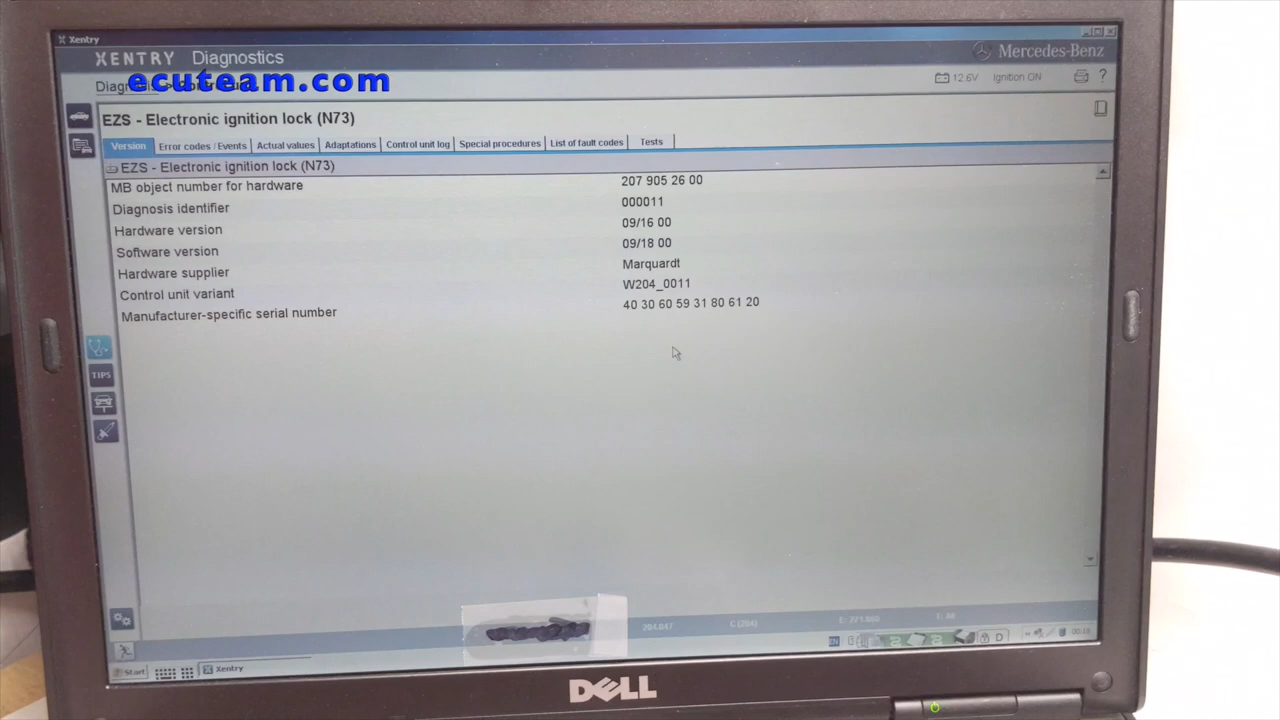 Xentry
XENTRY Diagnostics
Mercedes-Benz
ecuteam.com
12.6V Ignition ON ?
EZS - Electronic ignition lock (N73)
Version Error codes / Events Actual values Adaptations Control unit log Special procedures List of fault codes Tests
EZS - Electronic ignition lock (N73)
MB object number for hardware 207 905 26 00
Diagnosis identifier 000011
Hardware version 09/16 00
Software version 09/18 00
Hardware supplier Marquardt
Control unit variant W204_0011
Manufacturer-specific serial number 40 30 60 59 31 80 61 20
TIPS
204.047 C (204)
EN D
Start Xentry
DELL